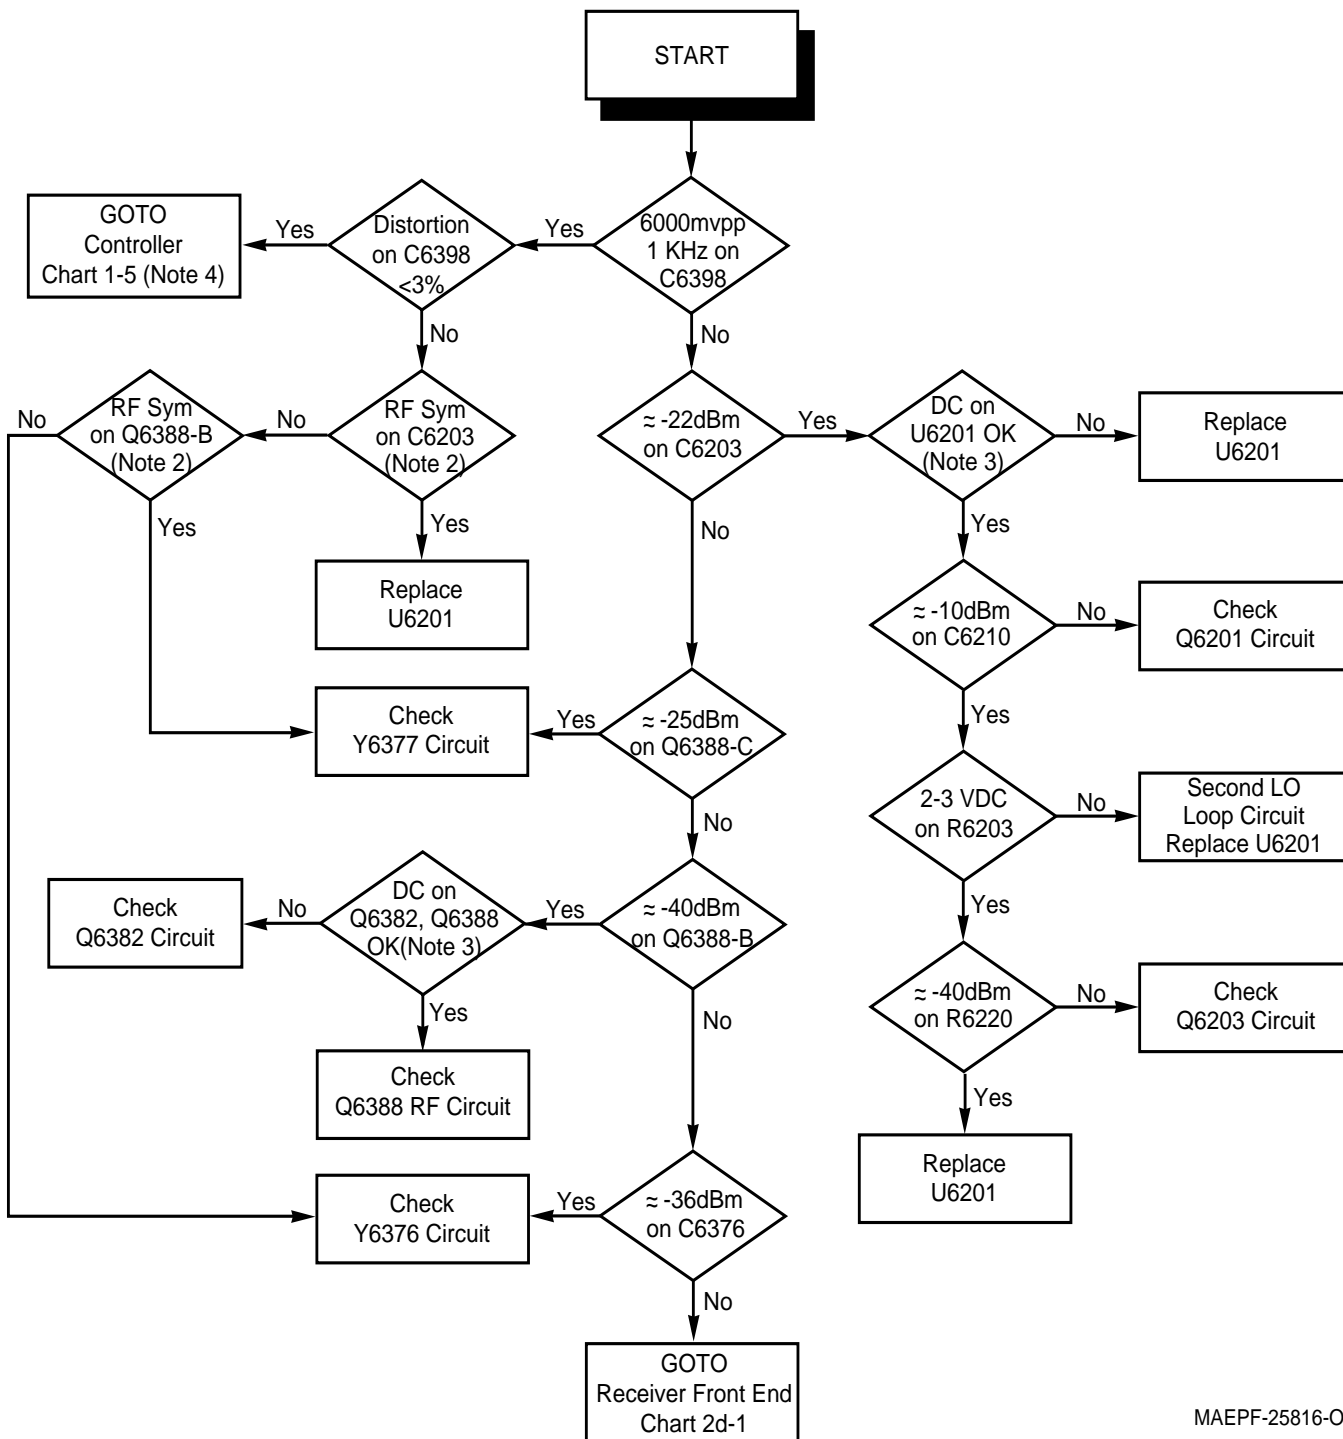 START
GOTO
Controller
Chart 1-5 (Note 4)
Yes
Distortion
on C6398
<3%
Yes
6000mvpp
1 KHz on
C6398
No
No
No
RF Sym
on Q6388-B
(Note 2)
No
RF Sym
on C6203
(Note 2)
≈ -22dBm
on C6203
Yes
DC on
U6201 OK
(Note 3)
No
Replace
U6201
Yes
Yes
No
Yes
Replace
U6201
≈ -10dBm
on C6210
No
Check
Q6201 Circuit
Check
Y6377 Circuit
Yes
≈ -25dBm
on Q6388-C
Yes
2-3 VDC
on R6203
No
Second LO
Loop Circuit
Replace U6201
No
Check
Q6382 Circuit
No
DC on
Q6382, Q6388
OK(Note 3)
Yes
≈ -40dBm
on Q6388-B
Yes
≈ -40dBm
on R6220
No
Check
Q6203 Circuit
Yes
No
Check
Q6388 RF Circuit
Yes
Replace
U6201
Check
Y6376 Circuit
Yes
≈ -36dBm
on C6376
No
GOTO
Receiver Front End
Chart 2d-1
MAEPF-25816-O